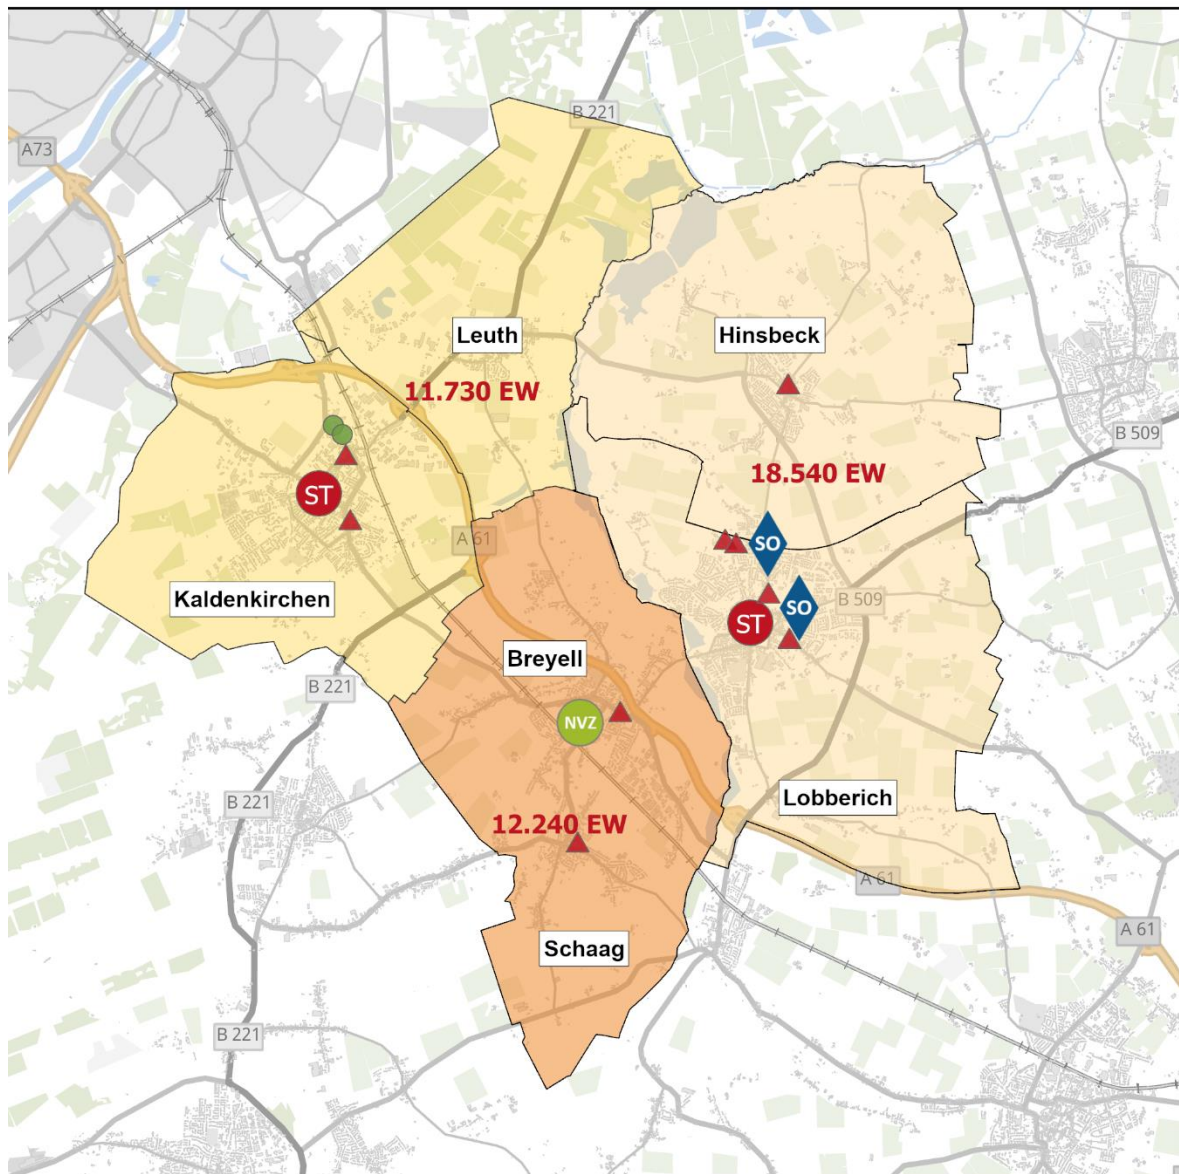 B 221
A73
Leuth
Hinsbeck
11.730 EW
B 509
18.540 EW
ST
A 61
SO
Kaldenkirchen
B 509
SO
ST
Breyell
B 221
NVZ
Lobberich
B 221
12.240 EW
A 61
A 61
Schaag
B 221